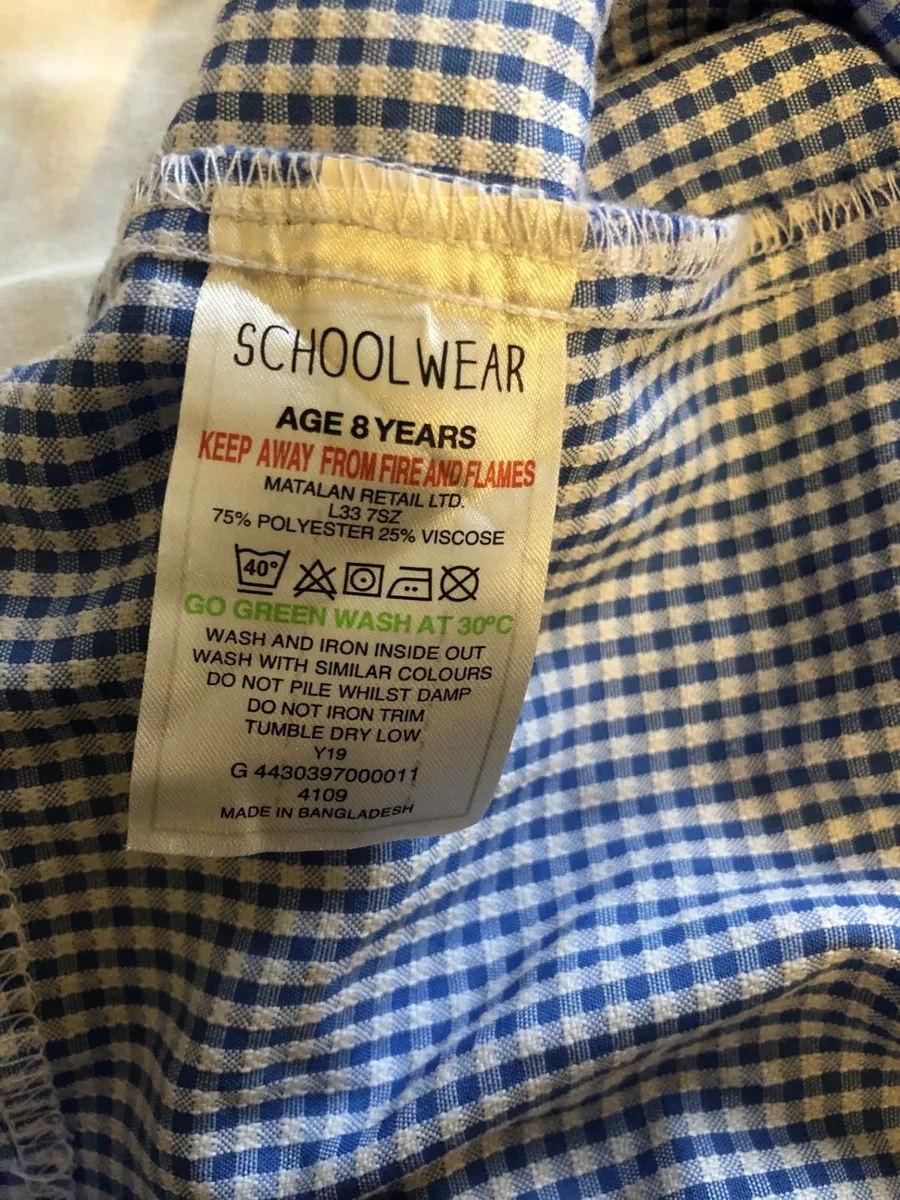 SCHOOLWEAR
AGE 8 YEARS
KEEP AWAY FROM FIRE AND FLAMES
MATALAN RETAIL LTD.
L33 7SZ
75% POLYESTER 25% VISCOSE
40°
GO GREEN WASH AT 30ºC
WASH AND IRON INSIDE OUT
WASH WITH SIMILAR COLOURS
DO NOT PILE WHILST DAMP
DO NOT IRON TRIM
TUMBLE DRY LOW
Y19
G 4430397000011
4109
MADE IN BANGLADESH